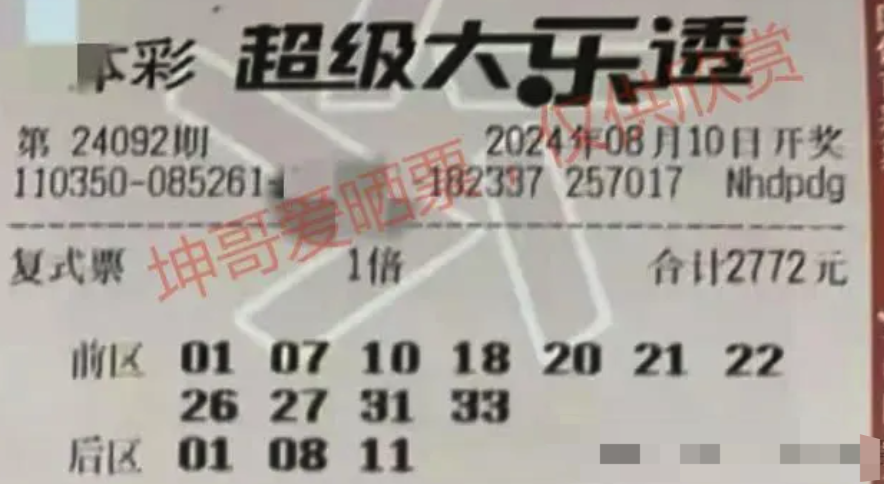 体彩 超级大乐透
第 24092期 2024年08月10日开奖
110350-085261- 182337 257017 Nhdpdg
坤哥爱晒票，仅供欣赏
复式票 1倍 合计2772元
前区 01 07 10 18 20 21 22
26 27 31 33
后区 01 08 11